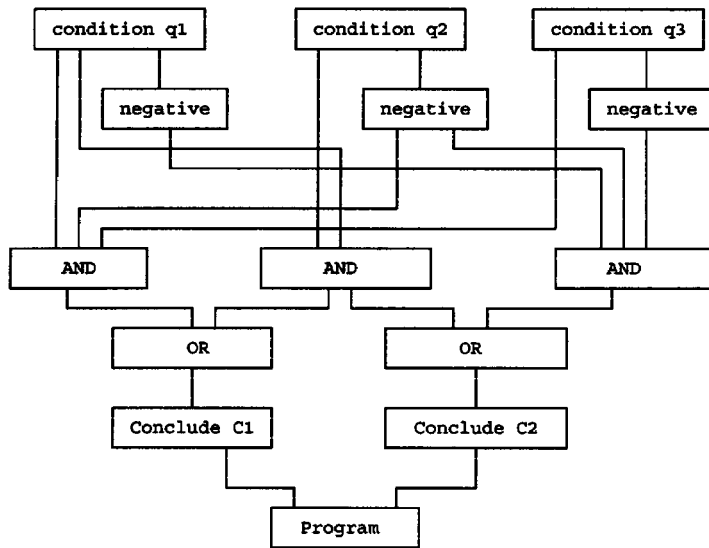 condition q1
condition q2
condition q3
negative
negative
negative
AND
AND
AND
OR
OR
Conclude C1
Conclude C2
Program